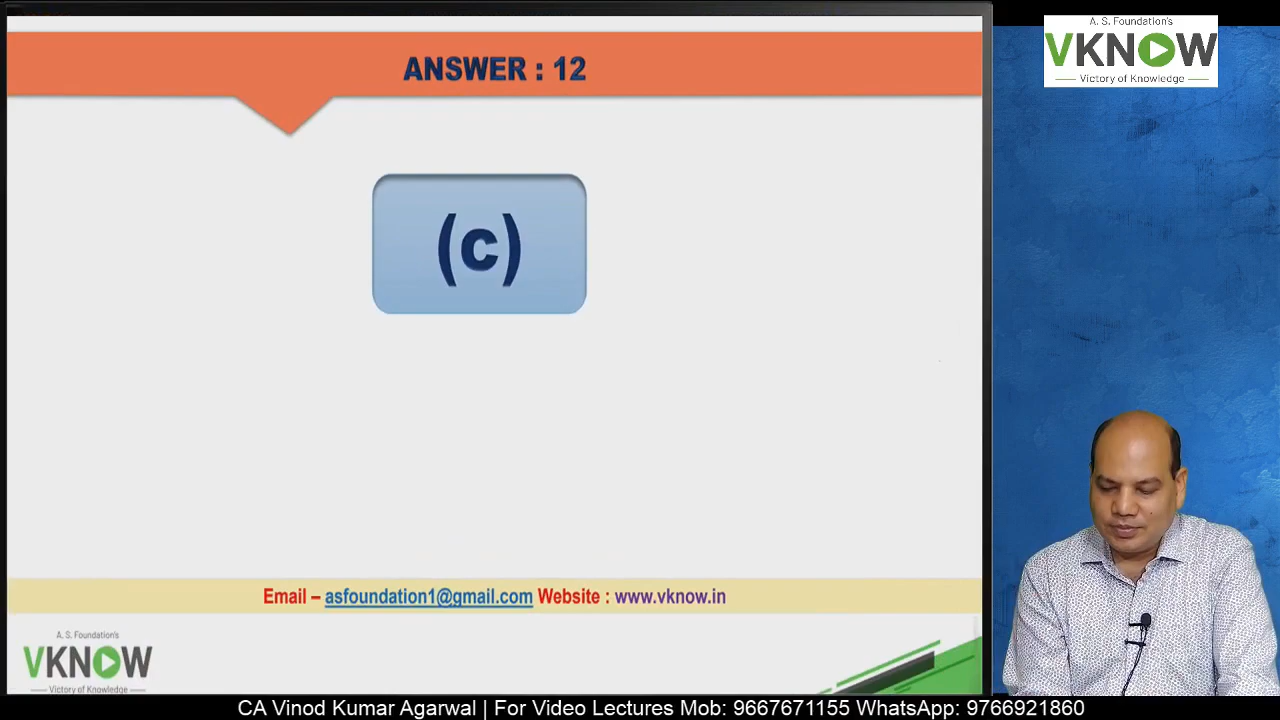 A. S. Foundation's
VKNOW
Victory of Knowledge
ANSWER : 12
(c)
Email – asfoundation1@gmail.com Website : www.vknow.in
A. S. Foundation's
VKNOW
Victory of Knowledge
CA Vinod Kumar Agarwal | For Video Lectures Mob: 9667671155 WhatsApp: 9766921860